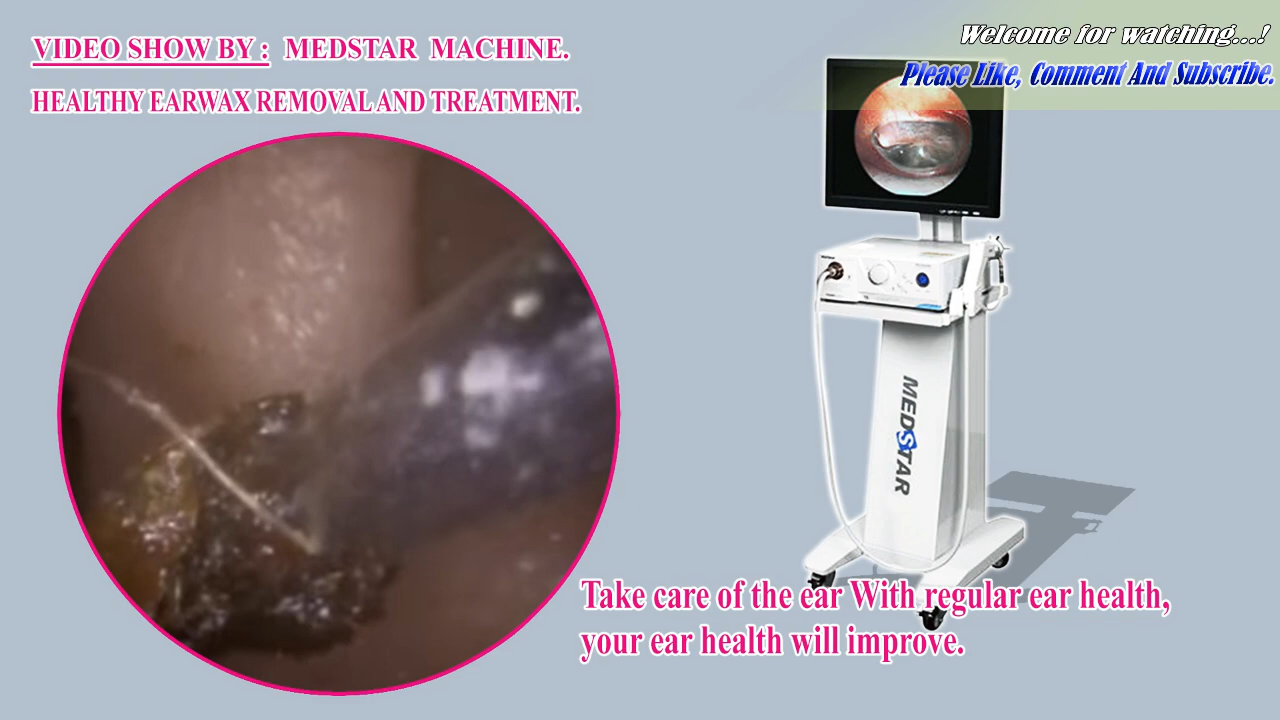 VIDEO SHOW BY : MEDSTAR MACHINE.
HEALTHY EARWAX REMOVAL AND TREATMENT.
Welcome for watching...!
Please Like, Comment And Subscribe.
MEDSTAR
Take care of the ear With regular ear health,
your ear health will improve.